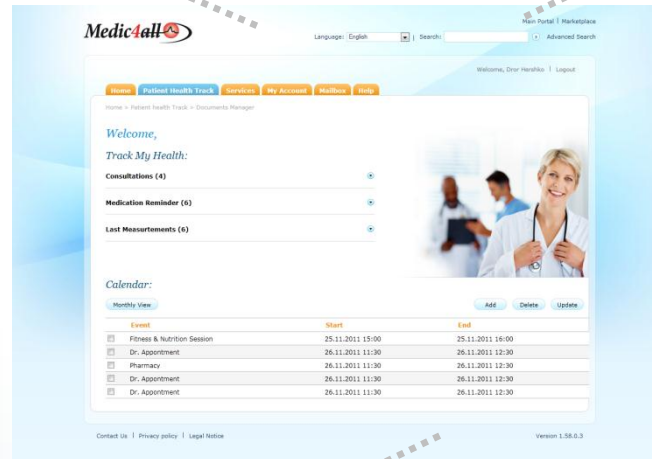 Main Portal | Marketplace
Medic4all
Language: English | Search: Advanced Search
Welcome, Dror Hershko | Logout
Home Patient Health Track Services My Account Mailbox Help
Home > Patient Health Track > Documents Manager
Welcome,
Track My Health:
Consultations (4)
Medication Reminder (6)
Last Measurtements (6)
Calendar:
Monthly View Add Delete Update
Event Start End
Fitness & Nutrition Session 25.11.2011 15:00 25.11.2011 16:00
Dr. Appontment 26.11.2011 11:30 26.11.2011 12:30
Pharmacy 26.11.2011 11:30 26.11.2011 12:30
Dr. Appontment 26.11.2011 11:30 26.11.2011 12:30
Dr. Appontment 26.11.2011 11:30 26.11.2011 12:30
Contact Us | Privacy policy | Legal Notice Version 1.58.0.3